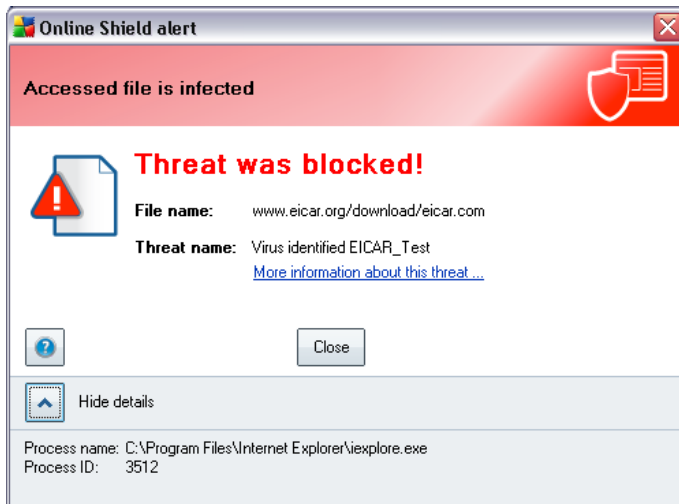 Online Shield alert
Accessed file is infected
Threat was blocked!
File name: www.eicar.org/download/eicar.com
Threat name: Virus identified EICAR_Test
More information about this threat ...
Close
Hide details
Process name: C:\Program Files\Internet Explorer\iexplore.exe
Process ID: 3512